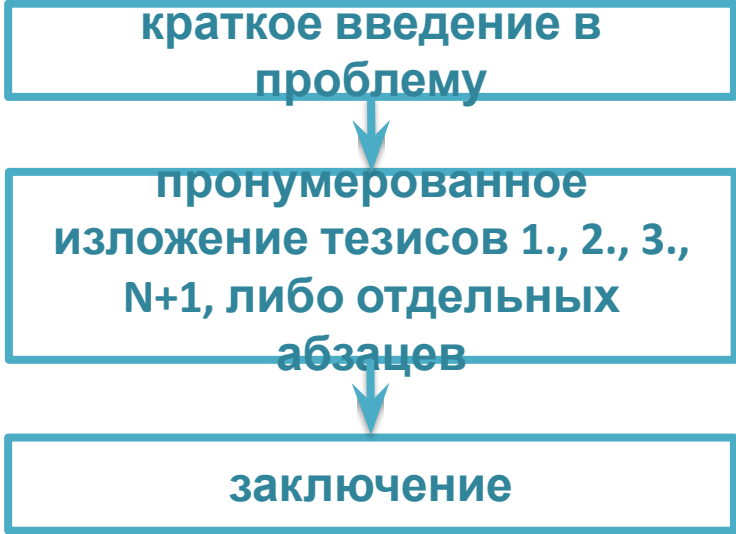 краткое введение в
проблему
пронумерованное
изложение тезисов 1., 2., 3.,
N+1, либо отдельных
абзацев
заключение